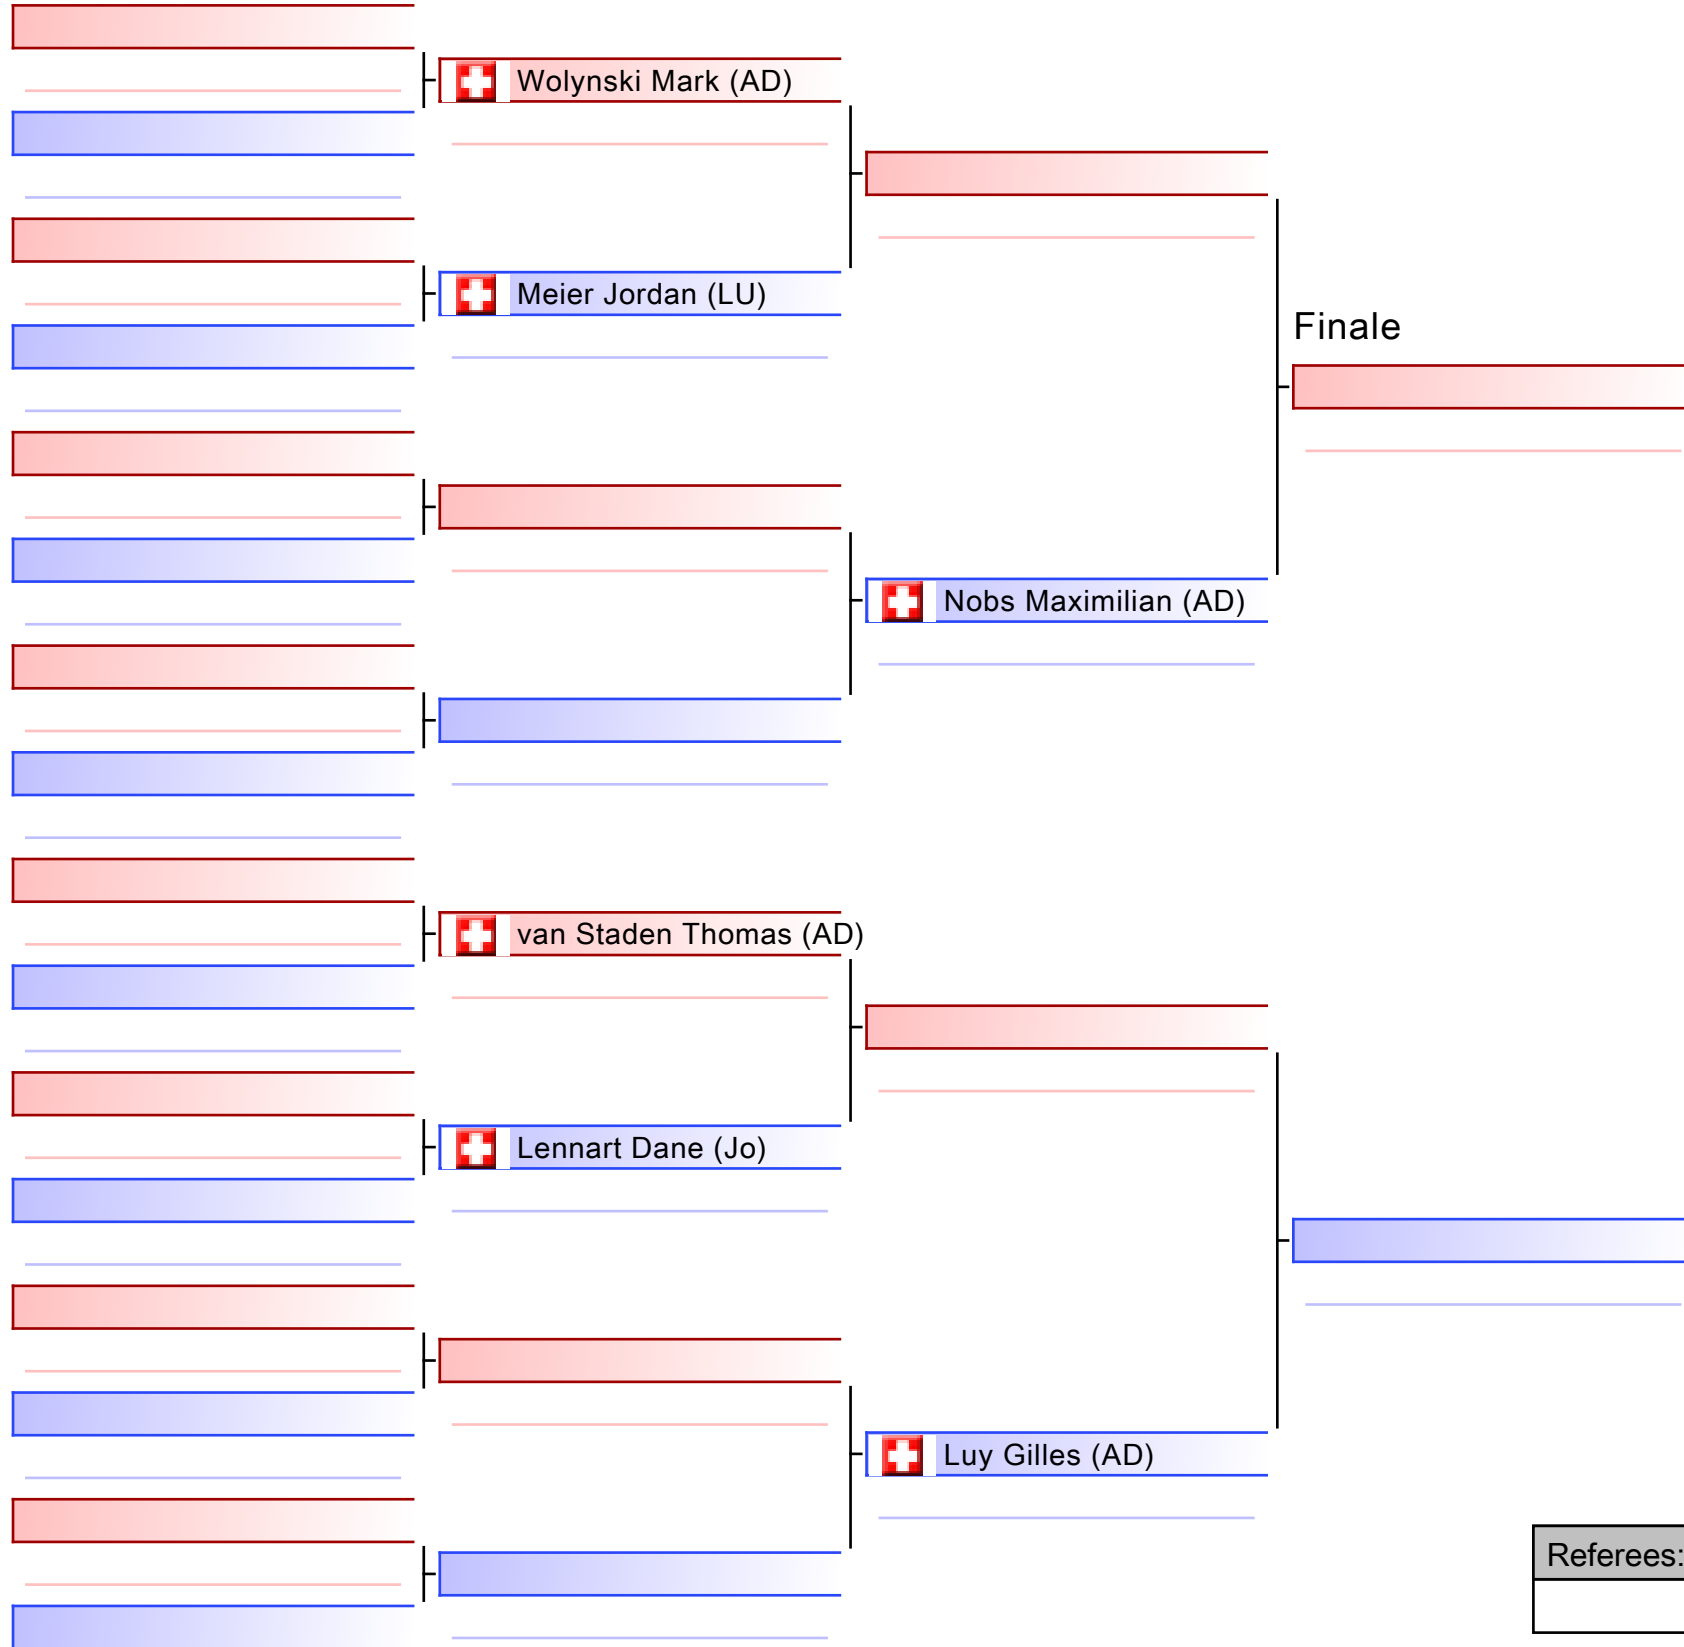 Wolynski Mark (AD)
Meier Jordan (LU)
Finale
Nobs Maximilian (AD)
van Staden Thomas (AD)
Lennart Dane (Jo)
Luy Gilles (AD)
Referees: